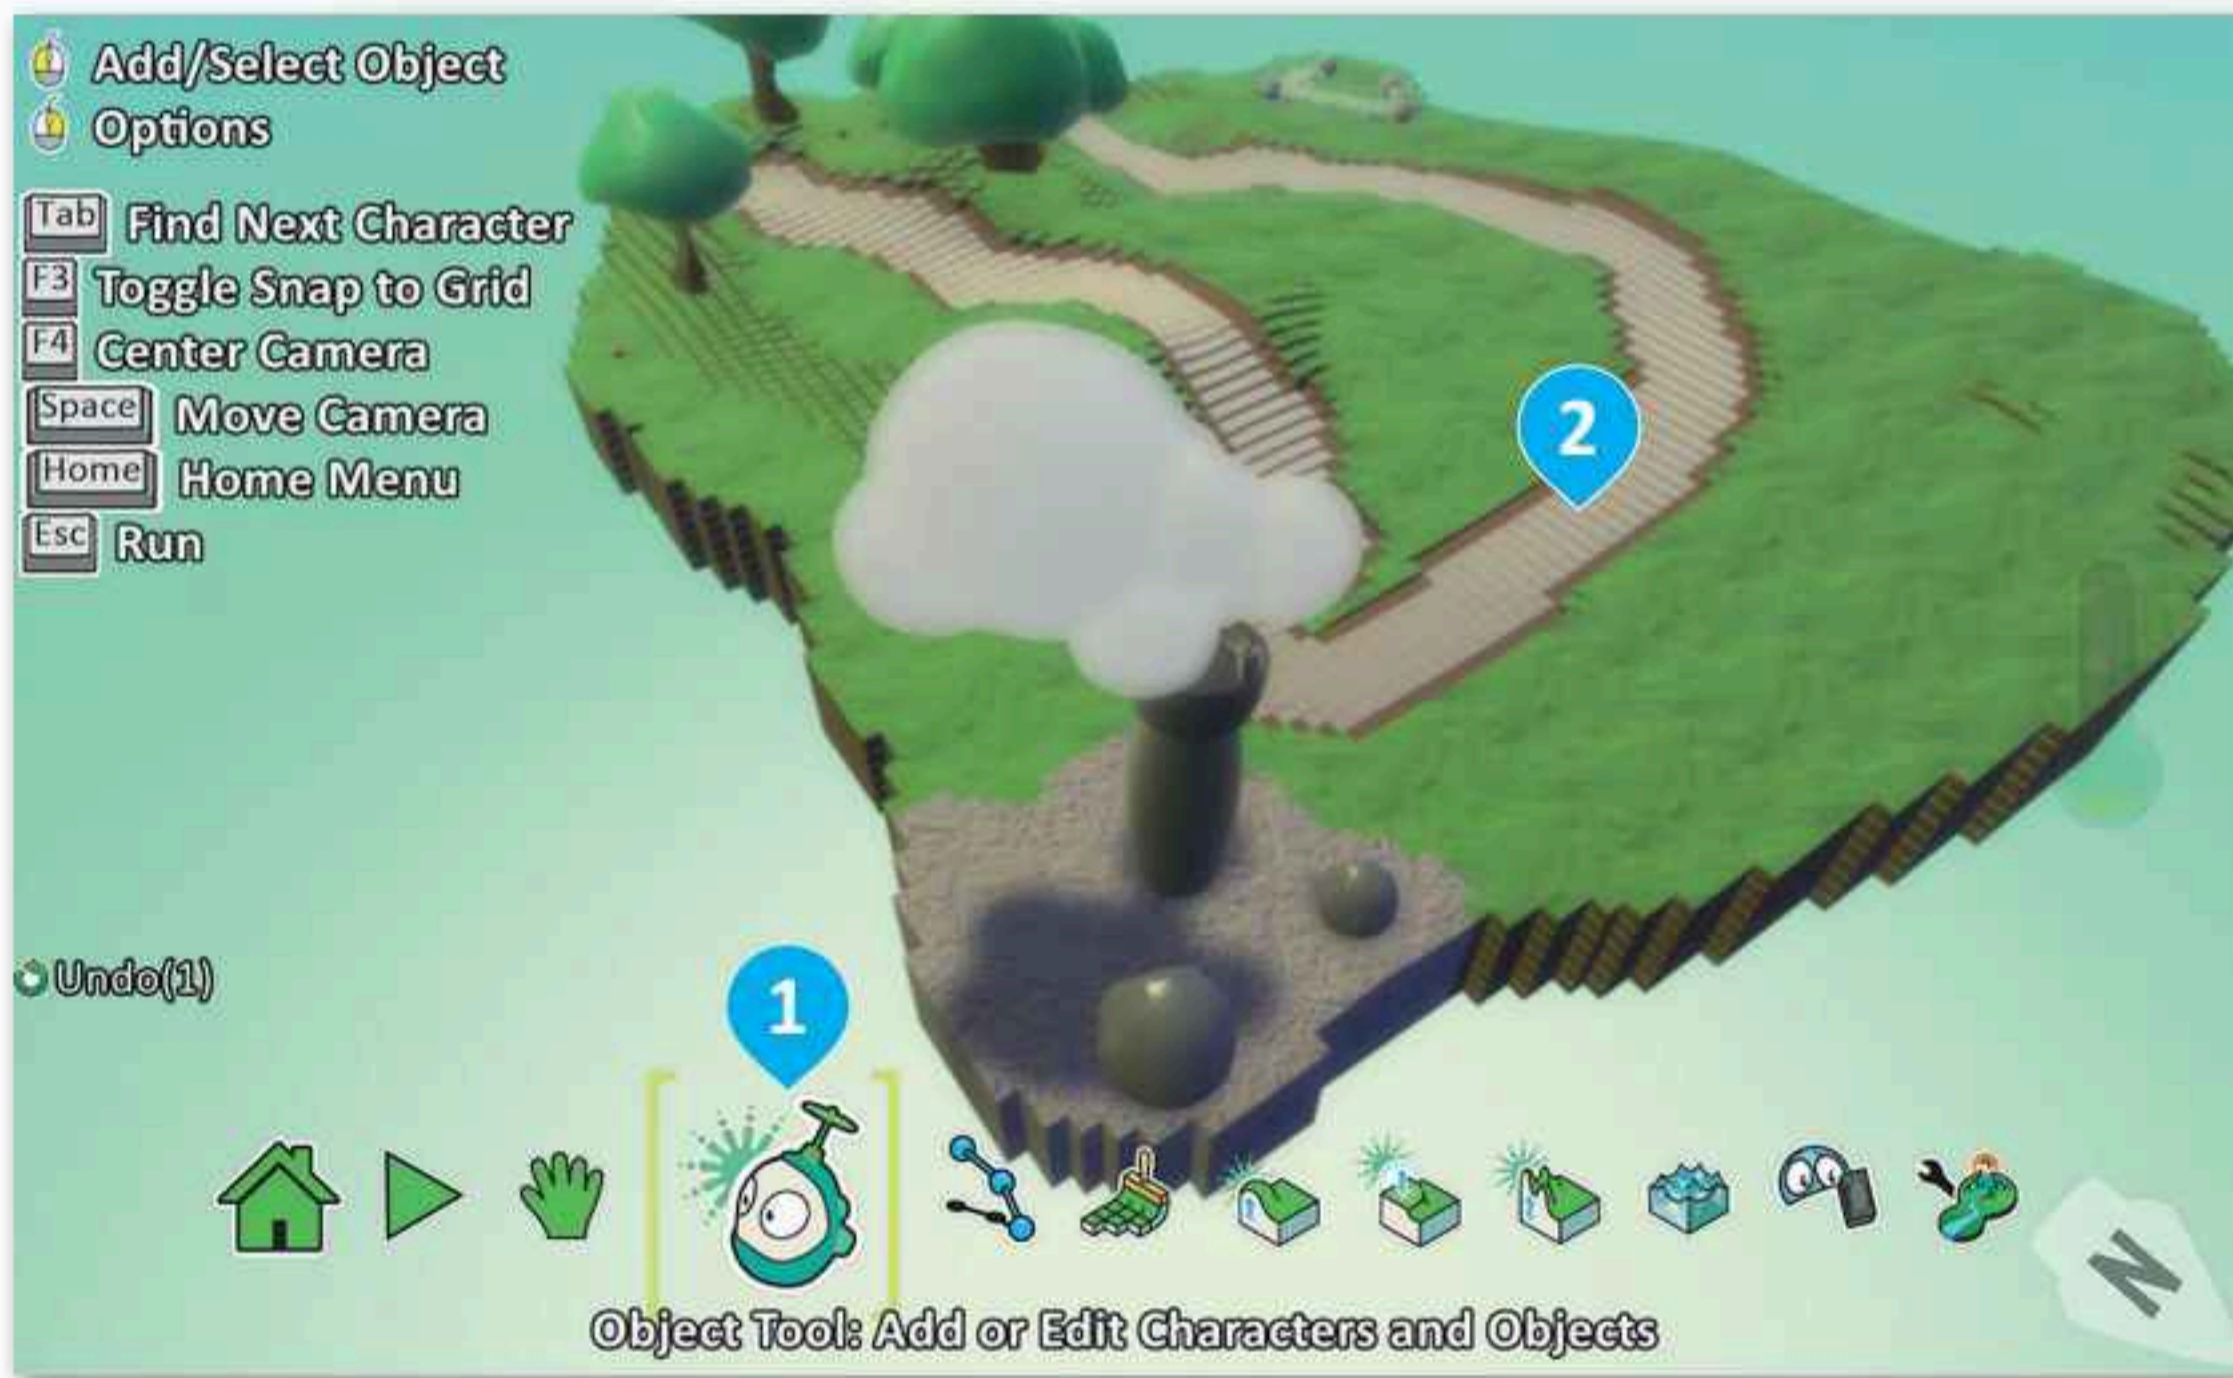 Add/Select Object
Options
Tab Find Next Character
F3 Toggle Snap to Grid
F4 Center Camera
Space Move Camera
Home Home Menu
Esc Run
2
Undo(1)
1
N
Object Tool: Add or Edit Characters and Objects